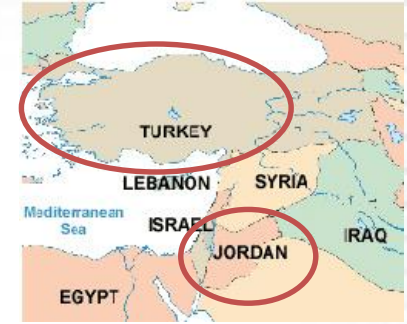 TURKEY
LEBANON
SYRIA
Mediterranean
Sea
ISRAEL
JORDAN
IRAQ
EGYPT